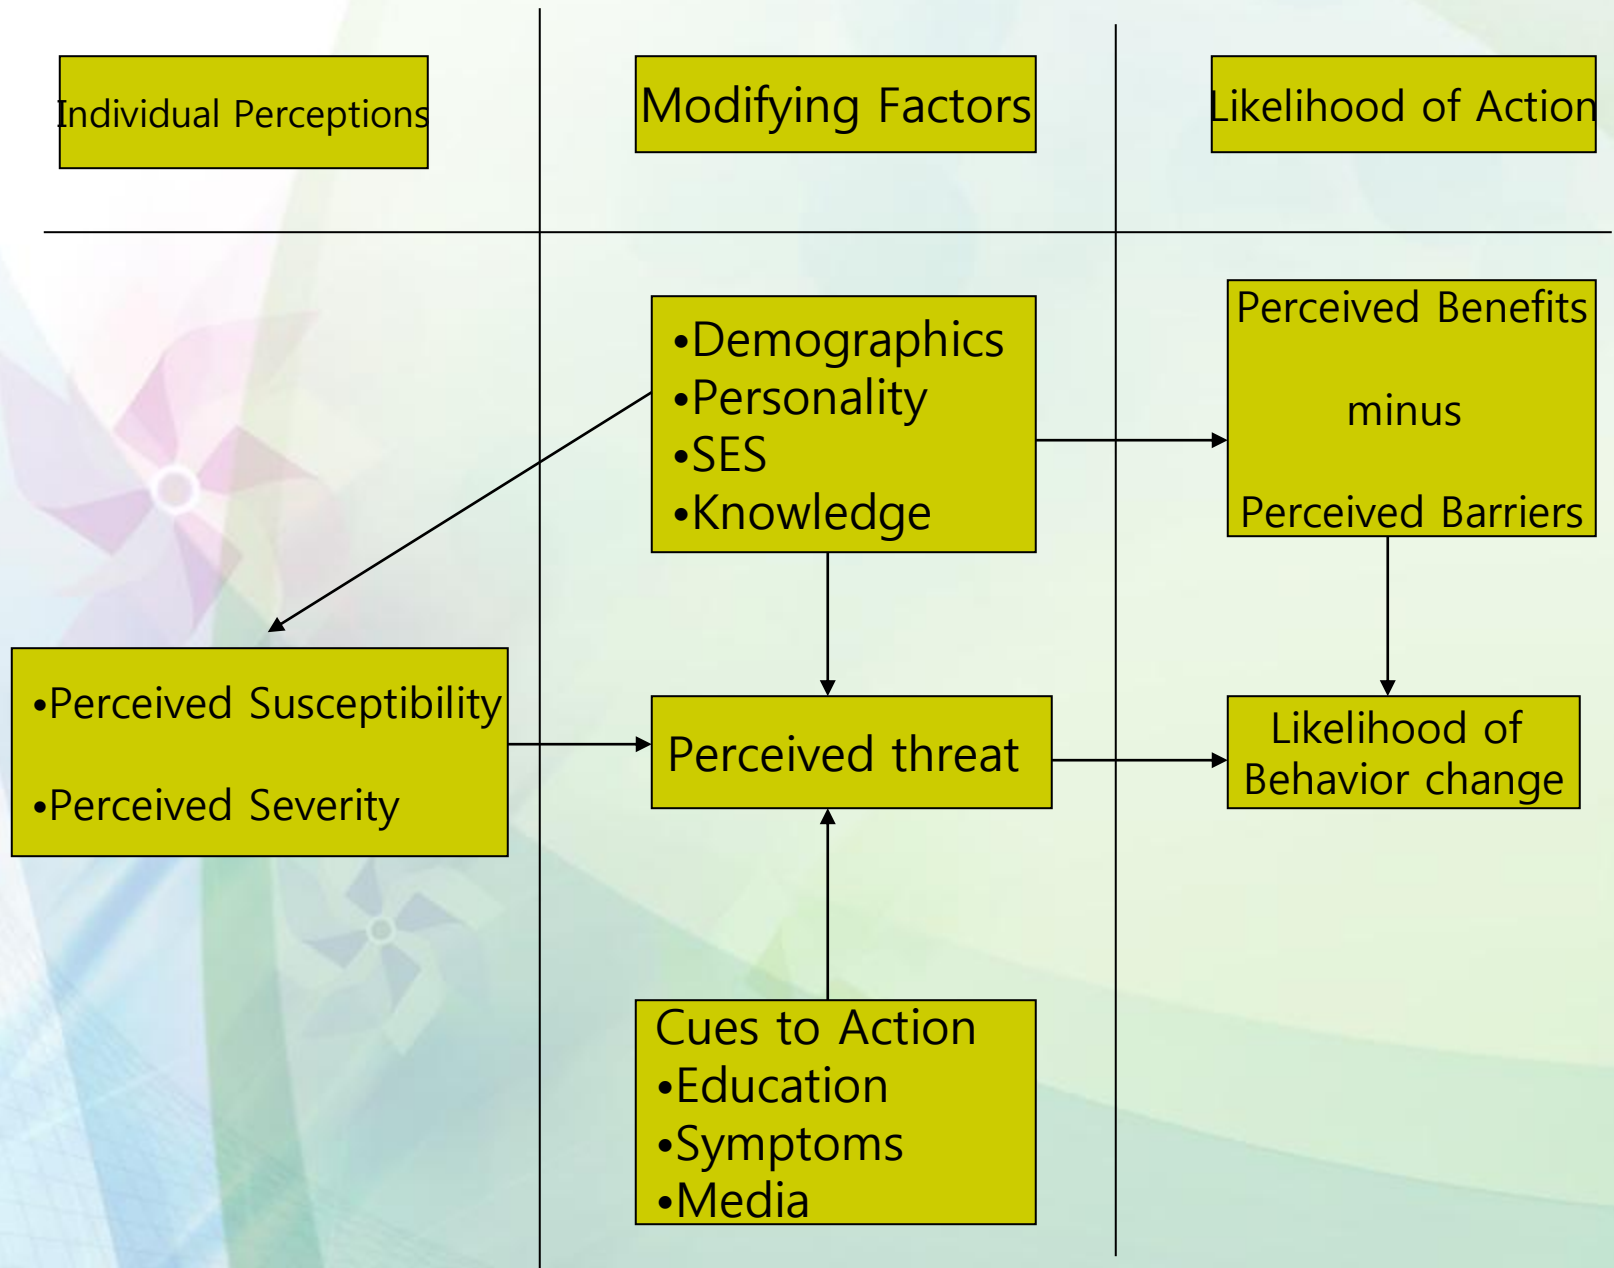 Individual Perceptions
Modifying Factors
Likelihood of Action
•Demographics
•Personality
•SES
•Knowledge
Perceived Benefits
minus
Perceived Barriers
•Perceived Susceptibility
•Perceived Severity
Perceived threat
Likelihood of
Behavior change
Cues to Action
•Education
•Symptoms
•Media